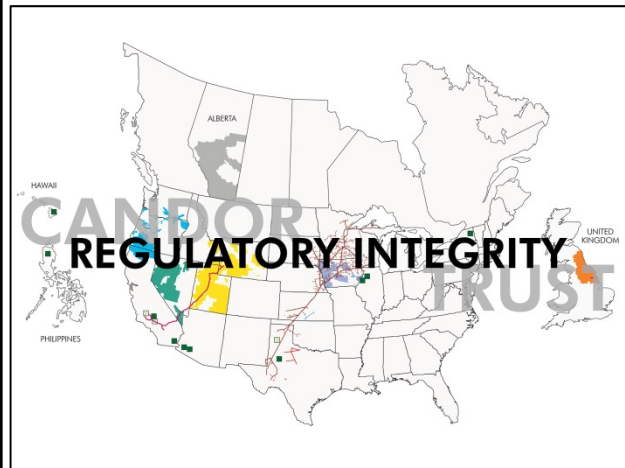 ALBERTA
HAWAII
CANDOR
UNITED
KINGDOM
REGULATORY INTEGRITY
TRUST
PHILIPPINES